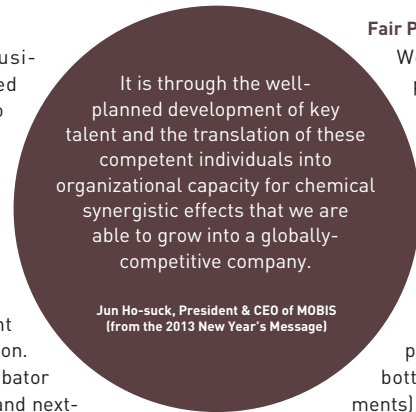 Fair P
usi-
ed
It is through the well-
planned development of key
talent and the translation of these
competent individuals into
organizational capacity for chemical
synergistic effects that we are
able to grow into a globally-
competitive company.
Jun Ho-suck, President & CEO of MOBIS
(from the 2013 New Year's Message)
nt
on.
bator
and next-
bott
ments)